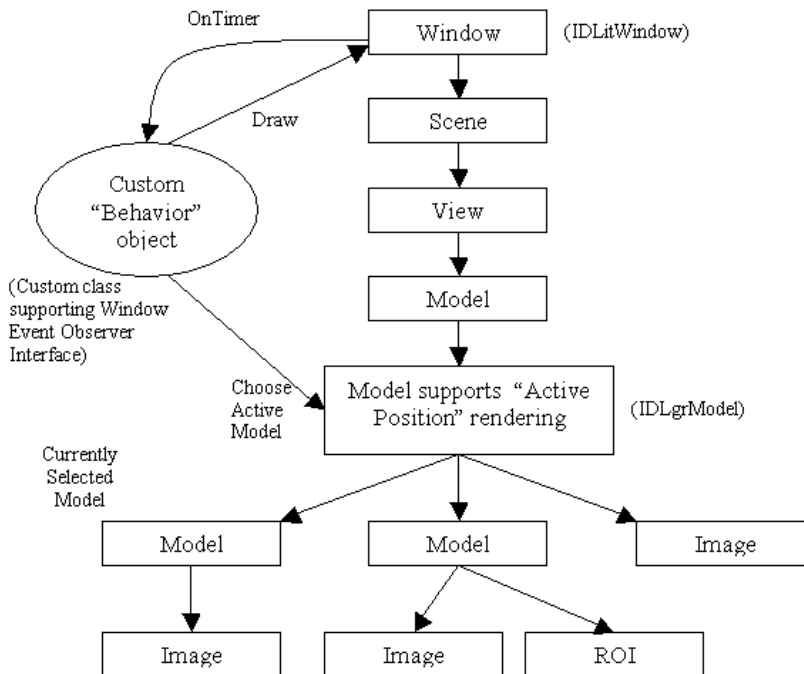 OnTimer
Window
(IDLitWindow)
Draw
Scene
Custom
“Behavior”
object
View
(Custom class
supporting Window
Event Observer
Interface)
Model
Choose
Active
Model
Model supports “Active
Position” rendering
(IDLgrModel)
Currently
Selected
Model
Model
Model
Image
Image
Image
ROI